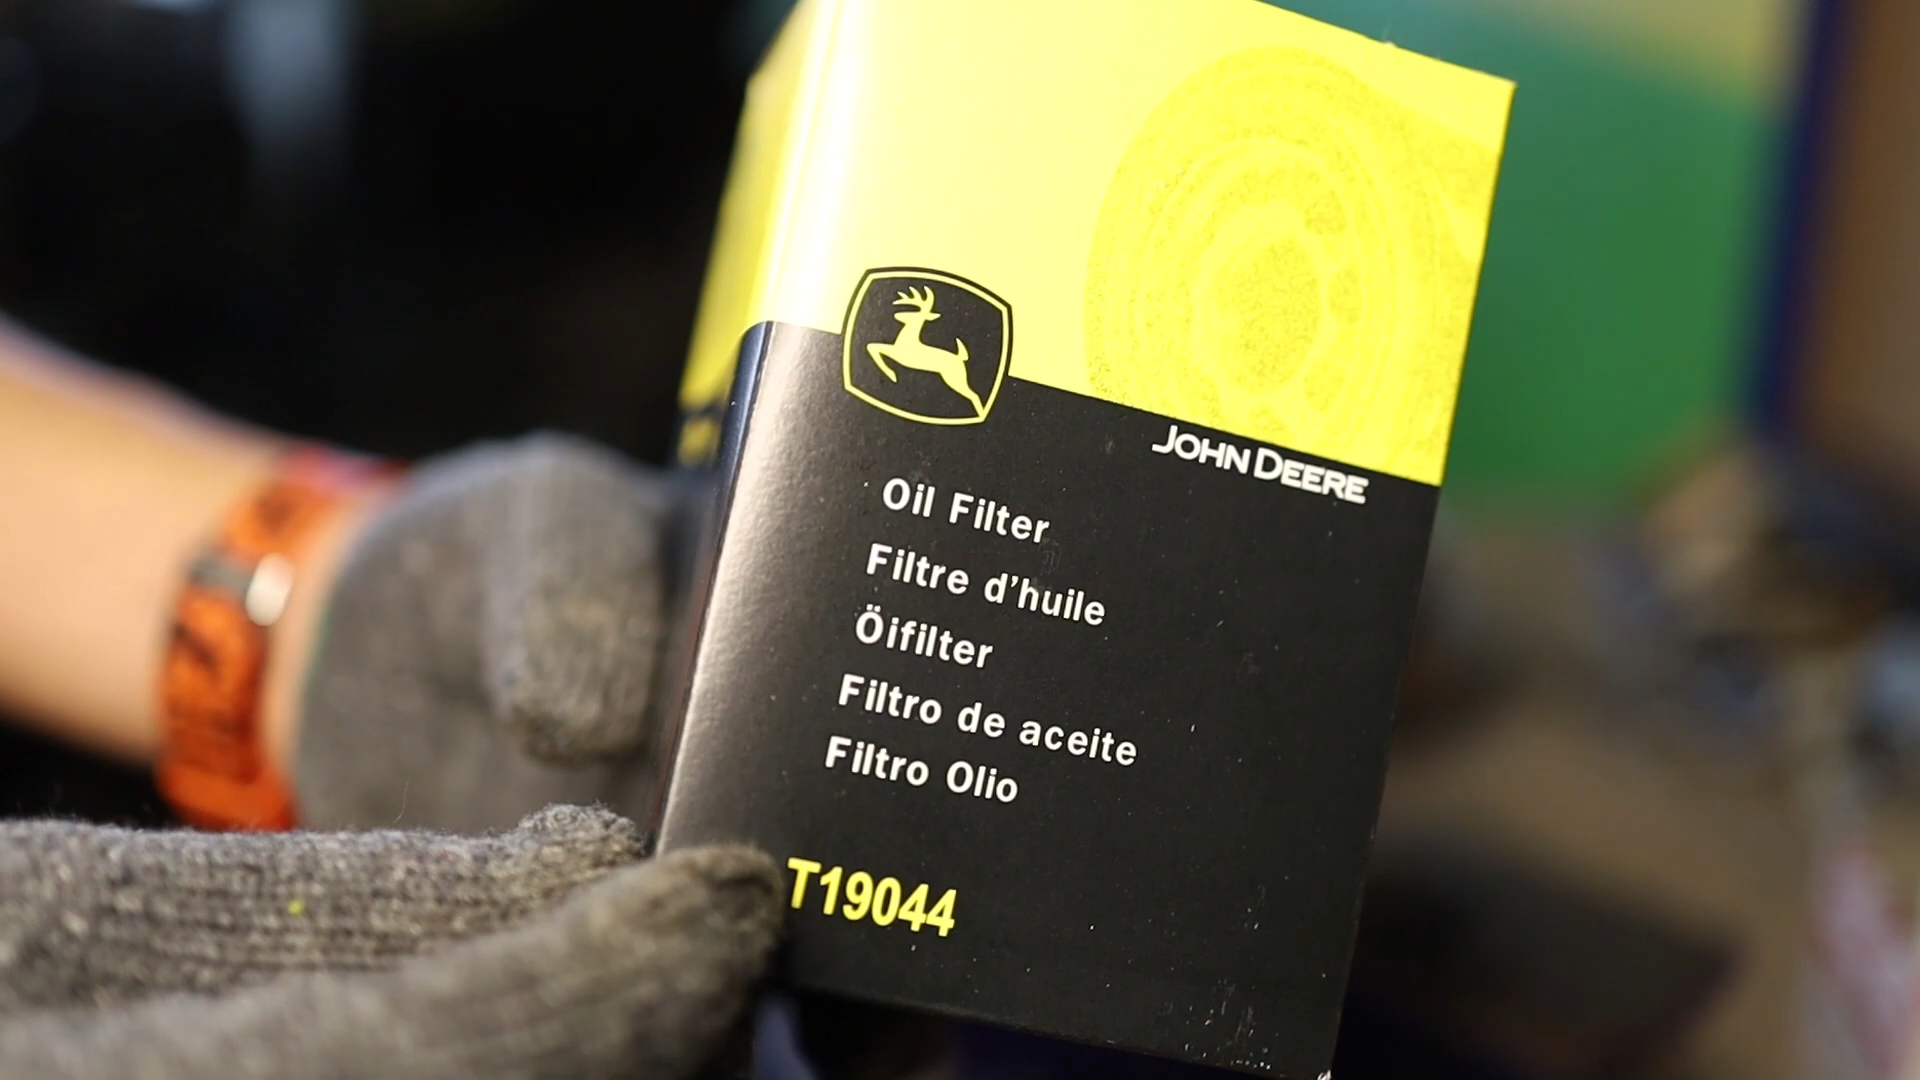 JOHN DEERE
Oil Filter
Filtre d'huile
Öifilter
Filtro de aceite
Filtro Olio
T19044